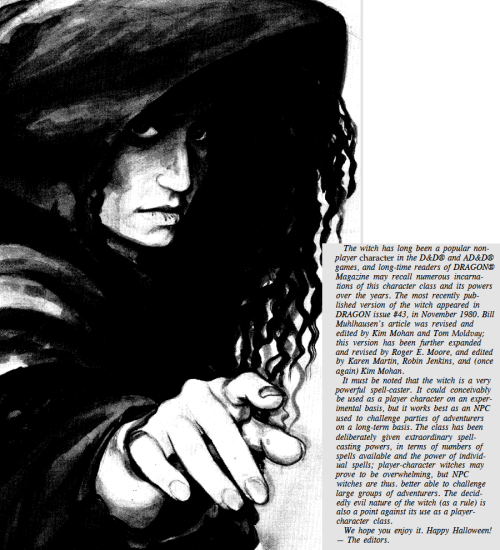 The witch has long been a popular non-
player character in the D&D® and AD&D®
games, and long-time readers of DRAGON®
Magazine may recall numerous incarna-
tions of this character class and its powers
over the years. The most recently pub-
lished version of the witch appeared in
DRAGON issue #43, in November 1980. Bill
Muhlhausen's article was revised and
edited by Kim Mohan and Tom Moldvay;
this version has been further expanded
and revised by Roger E. Moore, and edited
by Karen Martin, Robin Jenkins, and (once
again) Kim Mohan.
It must be noted that the witch is a very
powerful spell-caster. It could conceivably
be used as a player character on an exper-
imental basis, but it works best as an NPC
used to challenge parties of adventurers
on a long-term basis. The class has been
deliberately given extraordinary spell-
casting powers, in terms of numbers of
spells available and the power of individ-
ual spells; player-character witches may
prove to be overwhelming, but NPC
witches are thus. better able to challenge
large groups of adventurers. The decid-
edly evil nature of the witch (as a rule) is
also a point against its use as a player-
character class.
We hope you enjoy it. Happy Halloween!
— The editors.